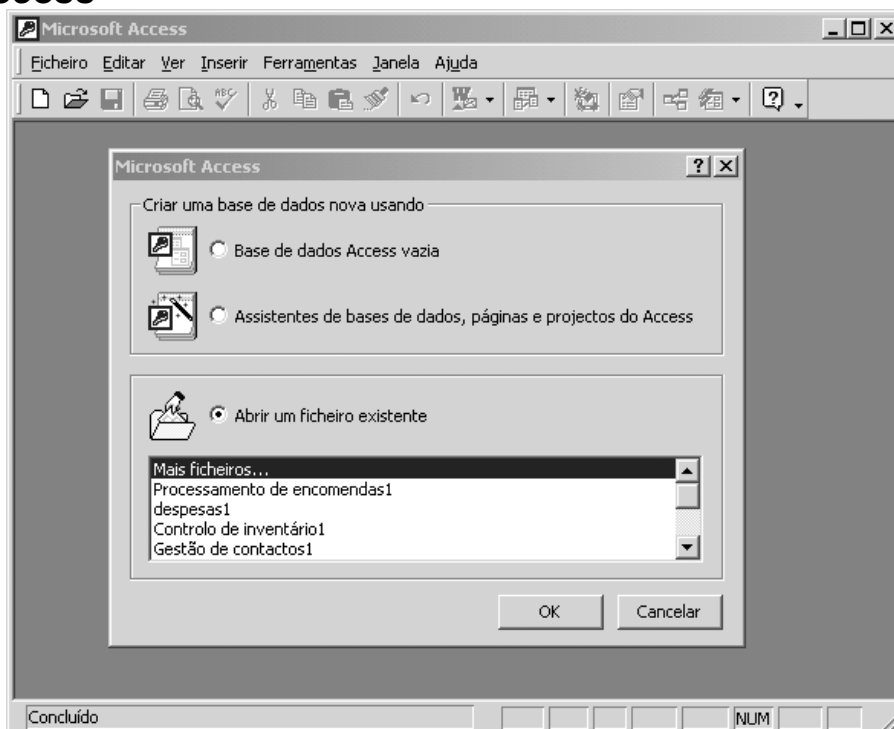 Microsoft Access
Ficheiro Editar Ver Inserir Ferramentas Janela Ajuda
Microsoft Access
Criar uma base de dados nova usando
Base de dados Access vazia
Assistentes de bases de dados, páginas e projectos do Access
Abrir um ficheiro existente
Mais ficheiros...
Processamento de encomendas1
despesas1
Controlo de inventário1
Gestão de contactos1
OK Cancelar
Concluído NUM